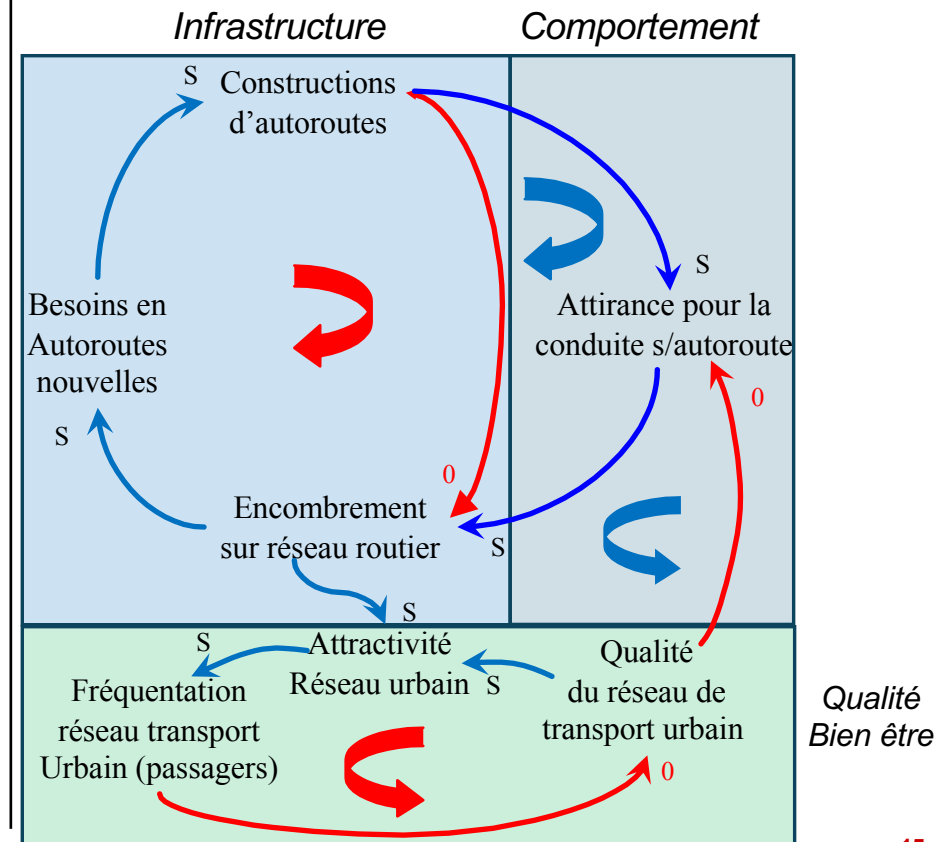 Infrastructure
Comportement
S
Constructions
d’autoroutes
S
Besoins en
Autoroutes
nouvelles
Attirance pour la
conduite s/autoroute
0
S
0
Encombrement
sur réseau routier
S
S
S
Attractivité
Réseau urbain
S
Qualité
du réseau de
transport urbain
Fréquentation
réseau transport
Urbain (passagers)
0
Qualité
Bien être